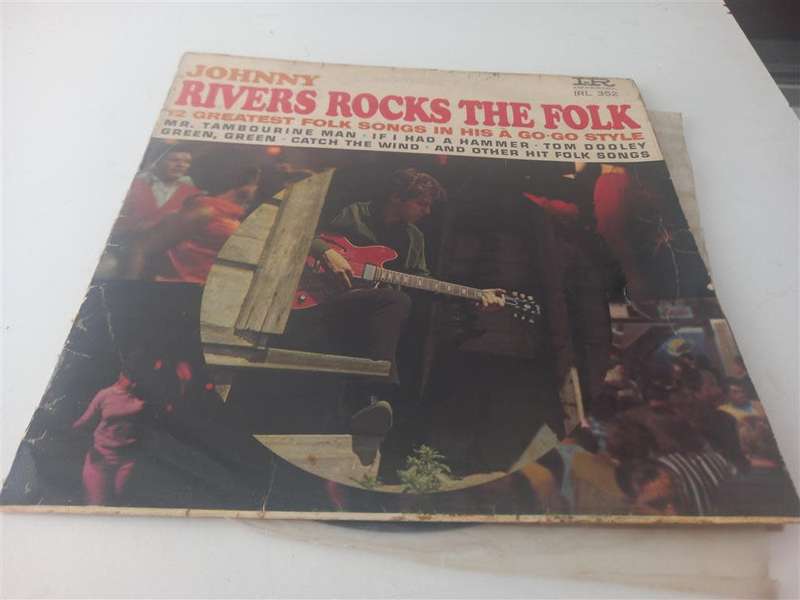 JOHNNY
RIVERS ROCKS THE FOLK
12 GREATEST FOLK SONGS IN HIS A GO·GO STYLE
MR. TAMBOURINE MAN · IF I HAD A HAMMER · TOM DOOLEY
GREEN, GREEN · CATCH THE WIND · AND OTHER HIT FOLK SONGS
IR
IRL 352